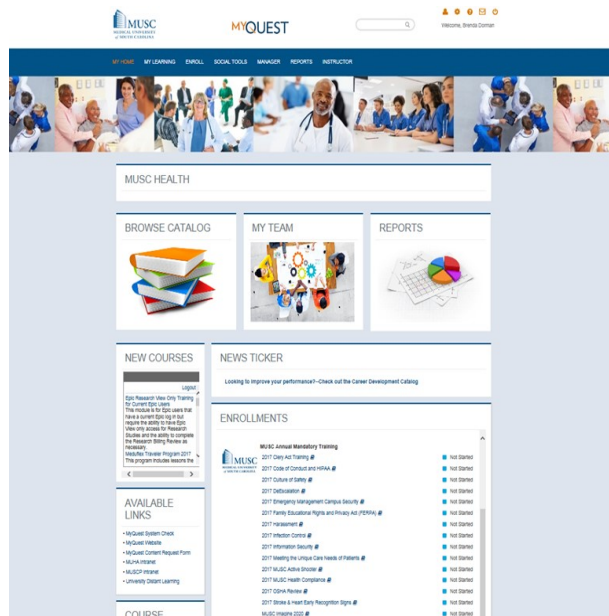 MUSC
MEDICAL UNIVERSITY
of SOUTH CAROLINA
MYQUEST
Welcome, Brenda Dorman
MY HOME MY LEARNING ENROLL SOCIAL TOOLS MANAGER REPORTS INSTRUCTOR
MUSC HEALTH
BROWSE CATALOG
MY TEAM
REPORTS
NEW COURSES
Logout
Epic Research View Only Training
for Current Epic Users
This module is for Epic users that
have a current Epic log in but
require the ability to have Epic
View only access for Research
Studies and the ability to complete
the Research Billing Review as
necessary.
Medusa Traveler Program 2017
This program includes lessons the
NEWS TICKER
Looking to improve your performance?--Check out the Career Development Catalog
ENROLLMENTS
MUSC
MEDICAL UNIVERSITY
of SOUTH CAROLINA
MUSC Annual Mandatory Training
2017 Clery Act Training Not Started
2017 Code of Conduct and HIPAA Not Started
2017 Culture of Safety Not Started
2017 DeEscalation Not Started
2017 Emergency Management Campus Security Not Started
2017 Family Educational Rights and Privacy Act (FERPA) Not Started
2017 Harassment Not Started
2017 Infection Control Not Started
2017 Information Security Not Started
2017 Meeting the Unique Care Needs of Patients Not Started
2017 MUSC Active Shooter Not Started
2017 MUSC Health Compliance Not Started
2017 OSHA Review Not Started
2017 Stroke & Heart Early Recognition Signs Not Started
MUSC Imagine 2020 Not Started
AVAILABLE
LINKS
• MyQuest System Check
• MyQuest Website
• MyQuest Content Request Form
• MUHA Intranet
• MUSCP Intranet
• University Distant Learning
COURSE